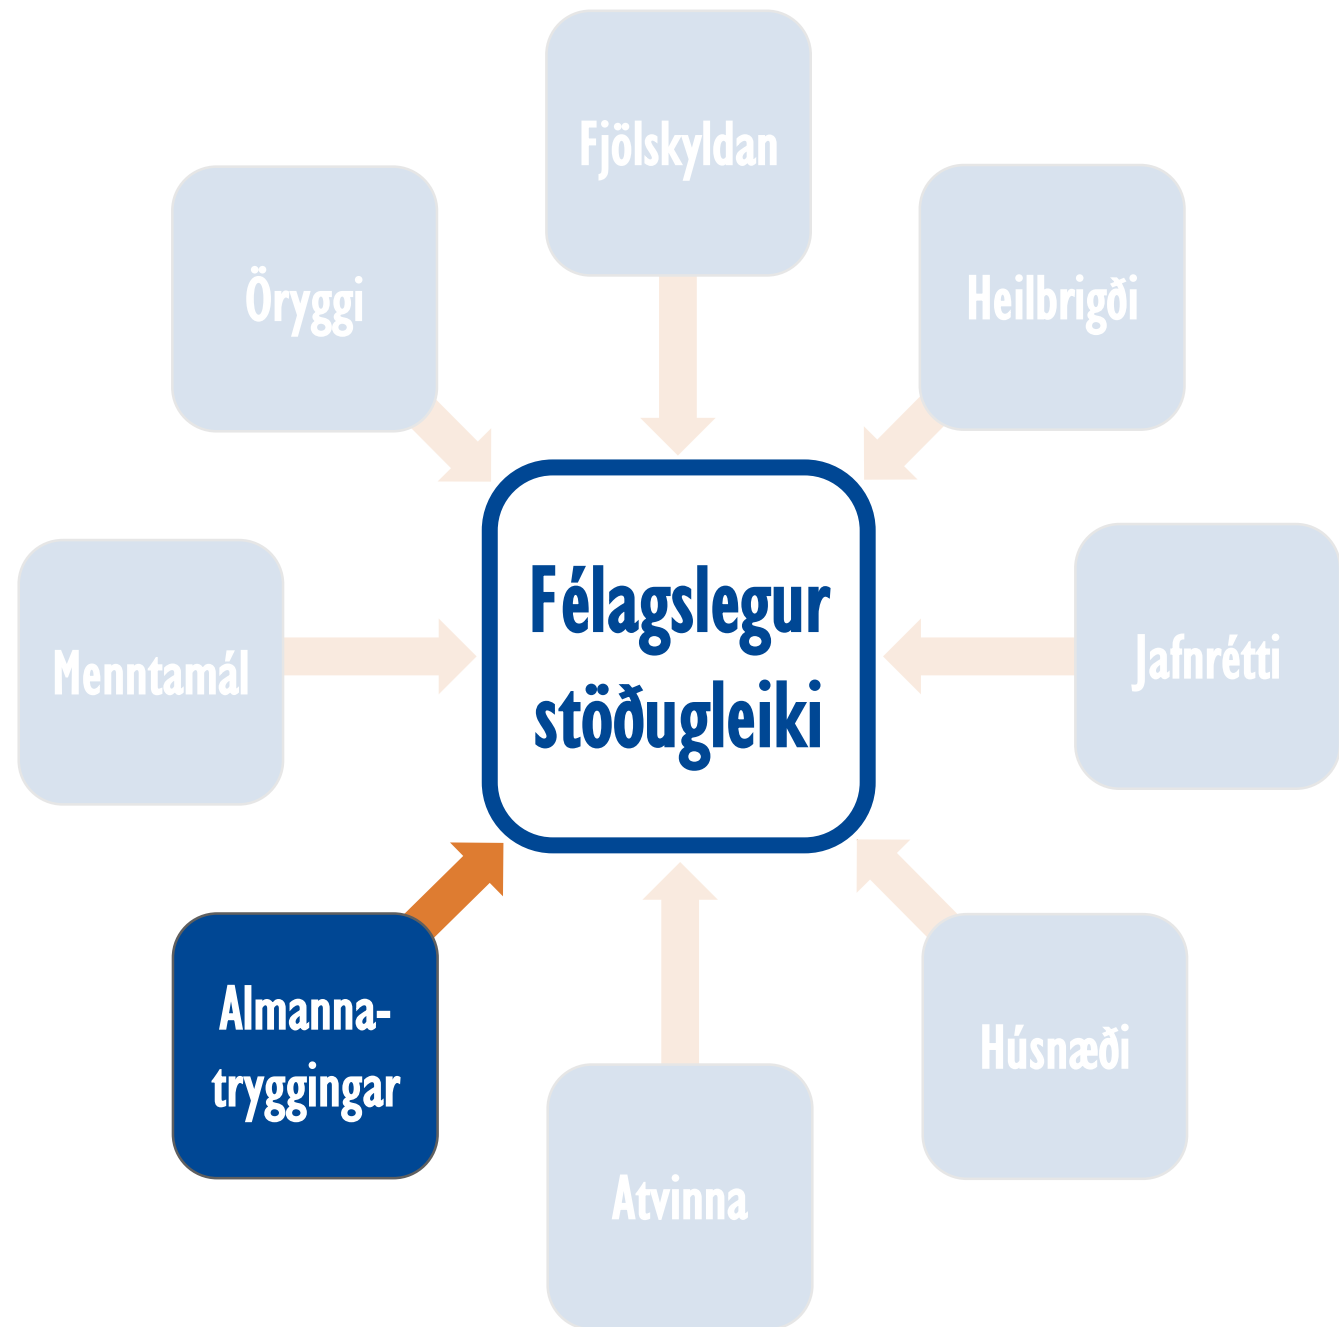 Fjölskyldan
Öryggi
Heilbrigði
Félagslegur
stöðugleiki
Menntamál
Jafnrétti
Almanna-
tryggingar
Húsnæði
Atvinna